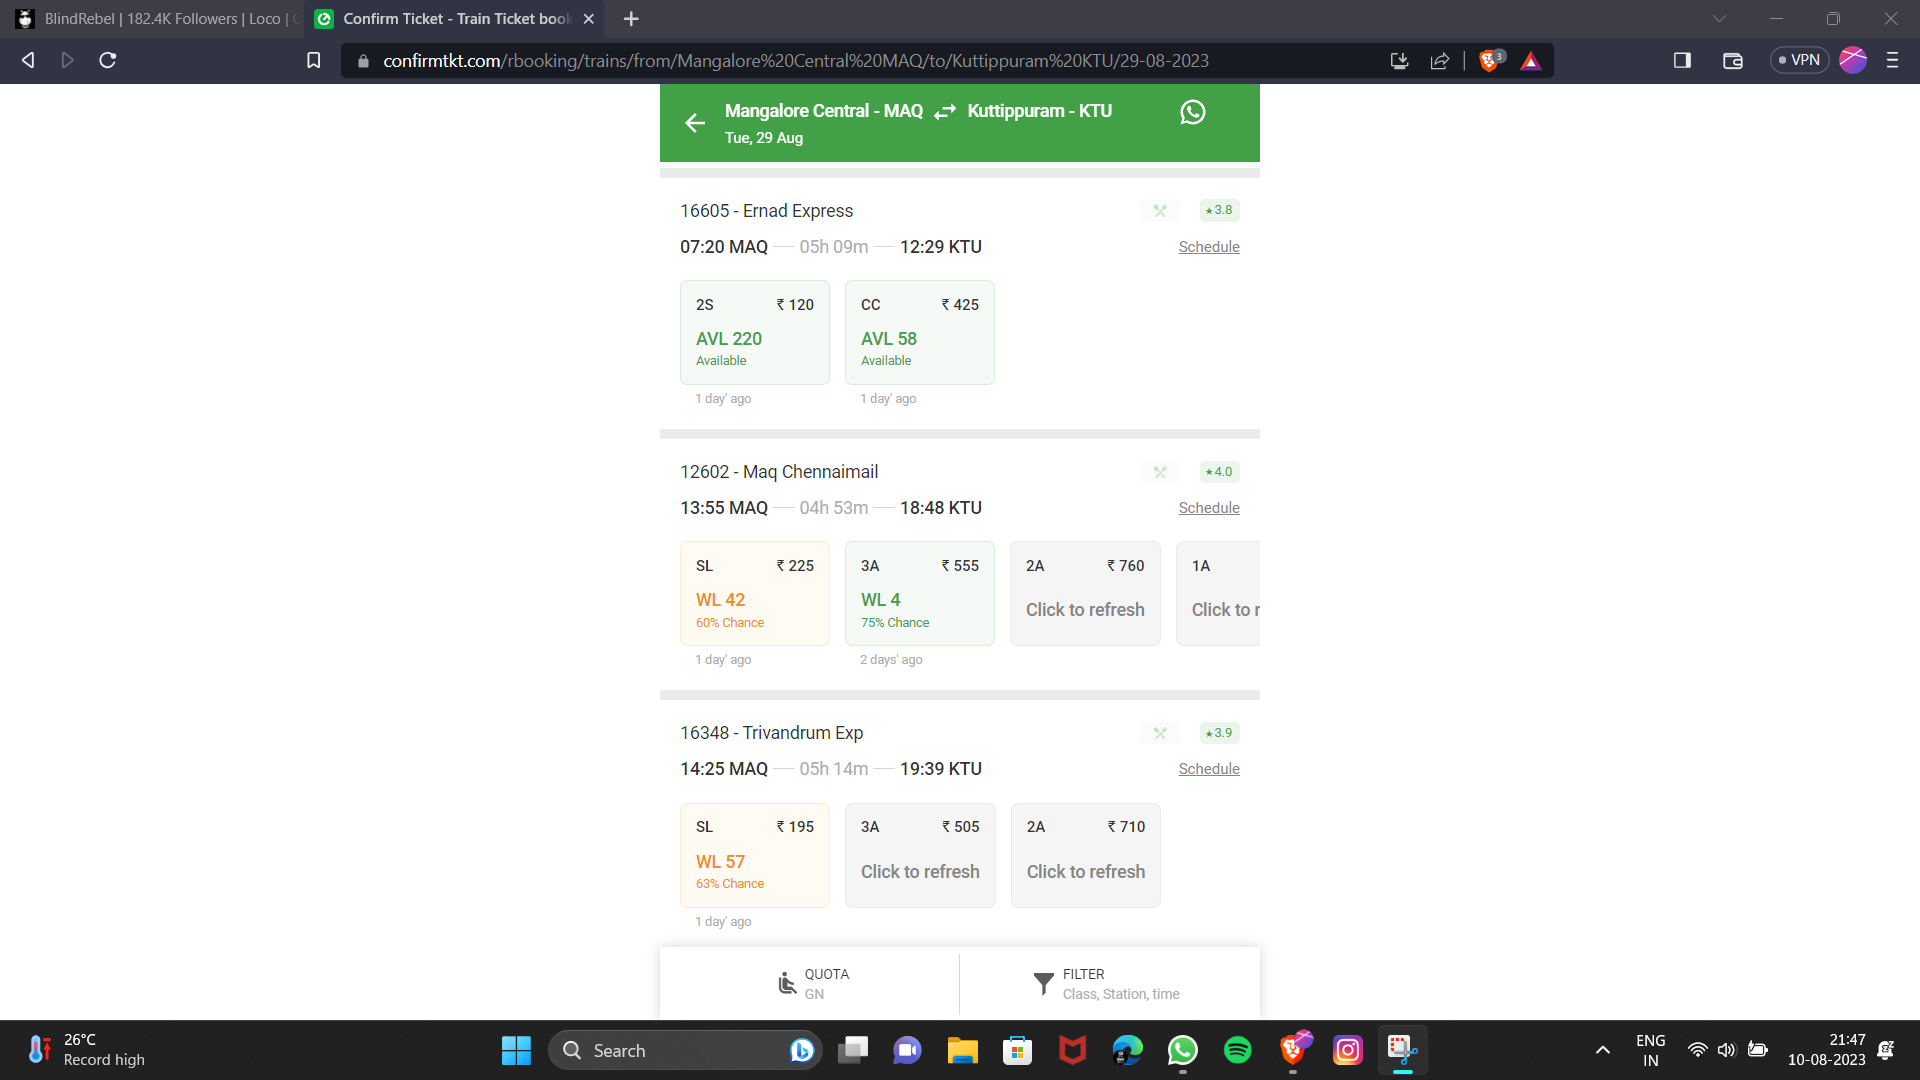 BlindRebel | 182.4K Followers | Loco |
Confirm Ticket - Train Ticket book
confirmtkt.com/rbooking/trains/from/Mangalore%20Central%20MAQ/to/Kuttippuram%20KTU/29-08-2023
3
VPN
Mangalore Central - MAQ Kuttippuram - KTU
Tue, 29 Aug
16605 - Ernad Express
★3.8
07:20 MAQ 05h 09m 12:29 KTU
Schedule
2S ₹ 120
AVL 220
Available
1 day' ago
CC ₹ 425
AVL 58
Available
1 day' ago
12602 - Maq Chennaimail
★4.0
13:55 MAQ 04h 53m 18:48 KTU
Schedule
SL ₹ 225
WL 42
60% Chance
1 day' ago
3A ₹ 555
WL 4
75% Chance
2 days' ago
2A ₹ 760
Click to refresh
1A
Click to r
16348 - Trivandrum Exp
★3.9
14:25 MAQ 05h 14m 19:39 KTU
Schedule
SL ₹ 195
WL 57
63% Chance
1 day' ago
3A ₹ 505
Click to refresh
2A ₹ 710
Click to refresh
QUOTA
GN
FILTER
Class, Station, time
26°C
Record high
Search
ENG
IN
21:47
10-08-2023